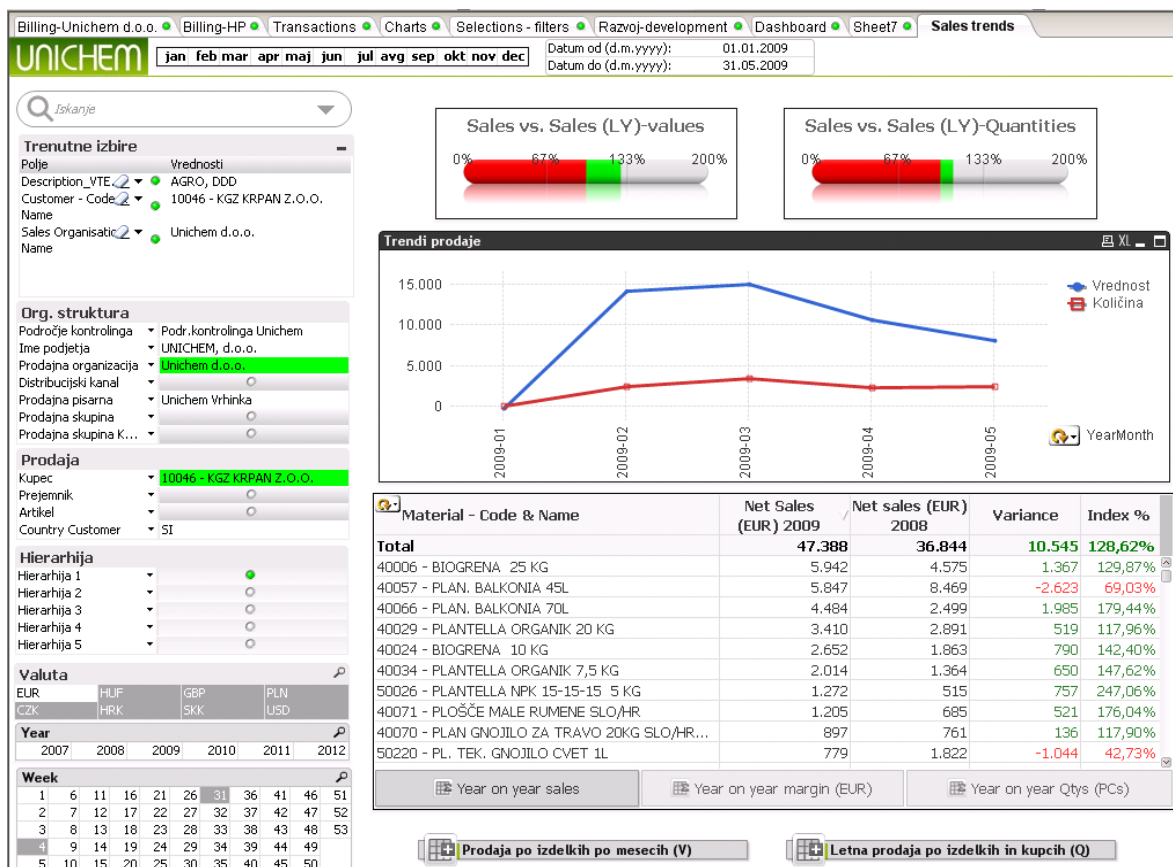 Billing-Unichem d.o.o. Billing-HP Transactions Charts Selections - filters Razvoj-development Dashboard Sheet7 Sales trends
UNICHEM
jan feb mar apr maj jun jul avg sep okt nov dec
Datum od (d.m.yyyy): 01.01.2009
Datum do (d.m.yyyy): 31.05.2009
Iskanje
Trenutne izbire
Polje Vrednosti
Description_VTE AGRO, DDD
Customer - Code 10046 - KGZ KRPAN Z.O.O.
Name
Sales Organisatic Unichem d.o.o.
Name
Org. struktura
Področje kontrolinga Podr.kontrolinga Unichem
Ime podjetja UNICHEM, d.o.o.
Prodajna organizacija Unichem d.o.o.
Distribucijski kanal
Prodajna pisarna Unichem Vrhinka
Prodajna skupina
Prodajna skupina K...
Prodaja
Kupec 10046 - KGZ KRPAN Z.O.O.
Prejemnik
Artikel
Country Customer SI
Hierarhija
Hierarhija 1
Hierarhija 2
Hierarhija 3
Hierarhija 4
Hierarhija 5
Valuta
EUR HUF GBP PLN
CZK HRK SKK USD
Year
2007 2008 2009 2010 2011 2012
Week
1 6 11 16 21 26 31 36 41 46 51
2 7 12 17 22 27 32 37 42 47 52
3 8 13 18 23 28 33 38 43 48 53
4 9 14 19 24 29 34 39 44 49
5 10 15 20 25 30 35 40 45 50
Sales vs. Sales (LY)-values
0% 67% 133% 200%
Sales vs. Sales (LY)-Quantities
0% 67% 133% 200%
Trendi prodaje
XL
15.000
10.000
5.000
0
2009-01
2009-02
2009-03
2009-04
2009-05
Vrednost
Količina
YearMonth
Material - Code & Name Net Sales (EUR) 2009 Net sales (EUR) 2008 Variance Index %
Total 47.388 36.844 10.545 128,62%
40006 - BIOGRENA 25 KG 5.942 4.575 1.367 129,87%
40057 - PLAN. BALKONIA 45L 5.847 8.469 -2.623 69,03%
40066 - PLAN. BALKONIA 70L 4.484 2.499 1.985 179,44%
40029 - PLANTELLA ORGANIK 20 KG 3.410 2.891 519 117,96%
40024 - BIOGRENA 10 KG 2.652 1.863 790 142,40%
40034 - PLANTELLA ORGANIK 7,5 KG 2.014 1.364 650 147,62%
50026 - PLANTELLA NPK 15-15-15 5 KG 1.272 515 757 247,06%
40071 - PLOŠČE MALE RUMENE SLO/HR 1.205 685 521 176,04%
40070 - PLAN GNOJILO ZA TRAVO 20KG SLO/HR... 897 761 136 117,90%
50220 - PL. TEK. GNOJILO CVET 1L 779 1.822 -1.044 42,73%
Year on year sales
Year on year margin (EUR)
Year on year Qtys (PCs)
Prodaja po izdelkih po mesecih (V)
Letna prodaja po izdelkih in kupcih (Q)